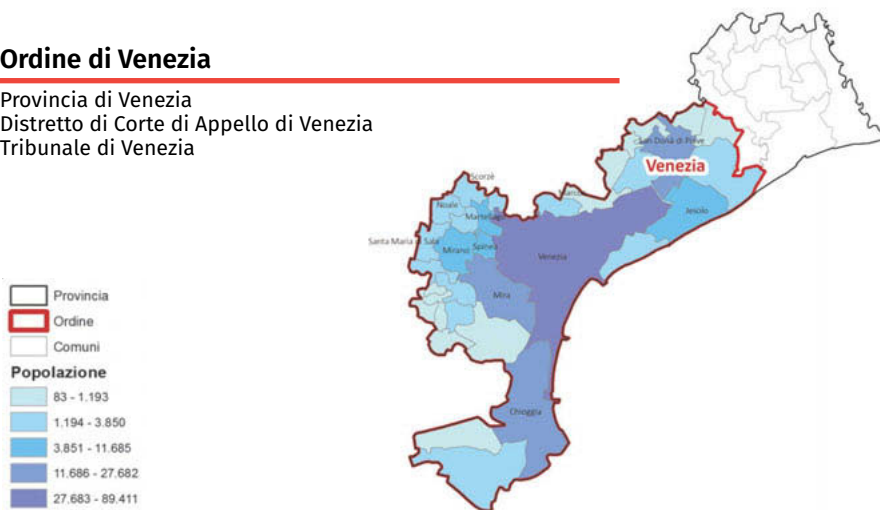 Ordine di Venezia
Provincia di Venezia
Distretto di Corte di Appello di Venezia
Tribunale di Venezia
San Donà di Piave
Venezia
Scorzè
Noale
Jesolo
Santa Maria di Sala
Mirano
Spinea
Venezia
Mira
Chioggia
Provincia
Ordine
Comuni
Popolazione
83 - 1.193
1.194 - 3.850
3.851 - 11.685
11.686 - 27.682
27.683 - 89.411